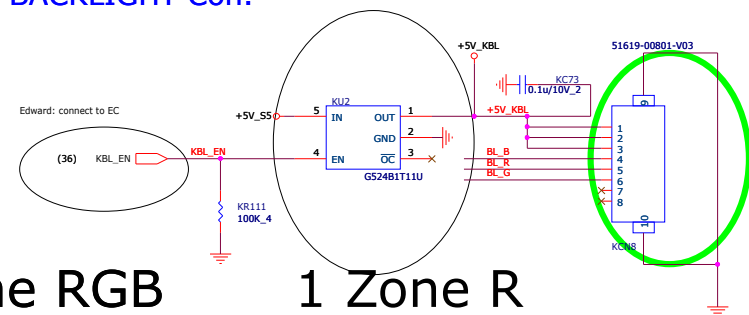 BACKLIGHT Con.
+5V_KBL
51619-00801-V03
KC73
0.1u/10V_2
KU2
+5V_S5
5
IN
OUT
1
+5V_KBL
9
Edward: connect to EC
GND
2
1
2
3
(36)
KBL_EN
KBL_EN
4
EN
OC
3
BL_B
4
BL_R
5
G524B1T11U
BL_G
6
7
8
KR111
100K_4
10
KCN8
ne RGB
1 Zone R